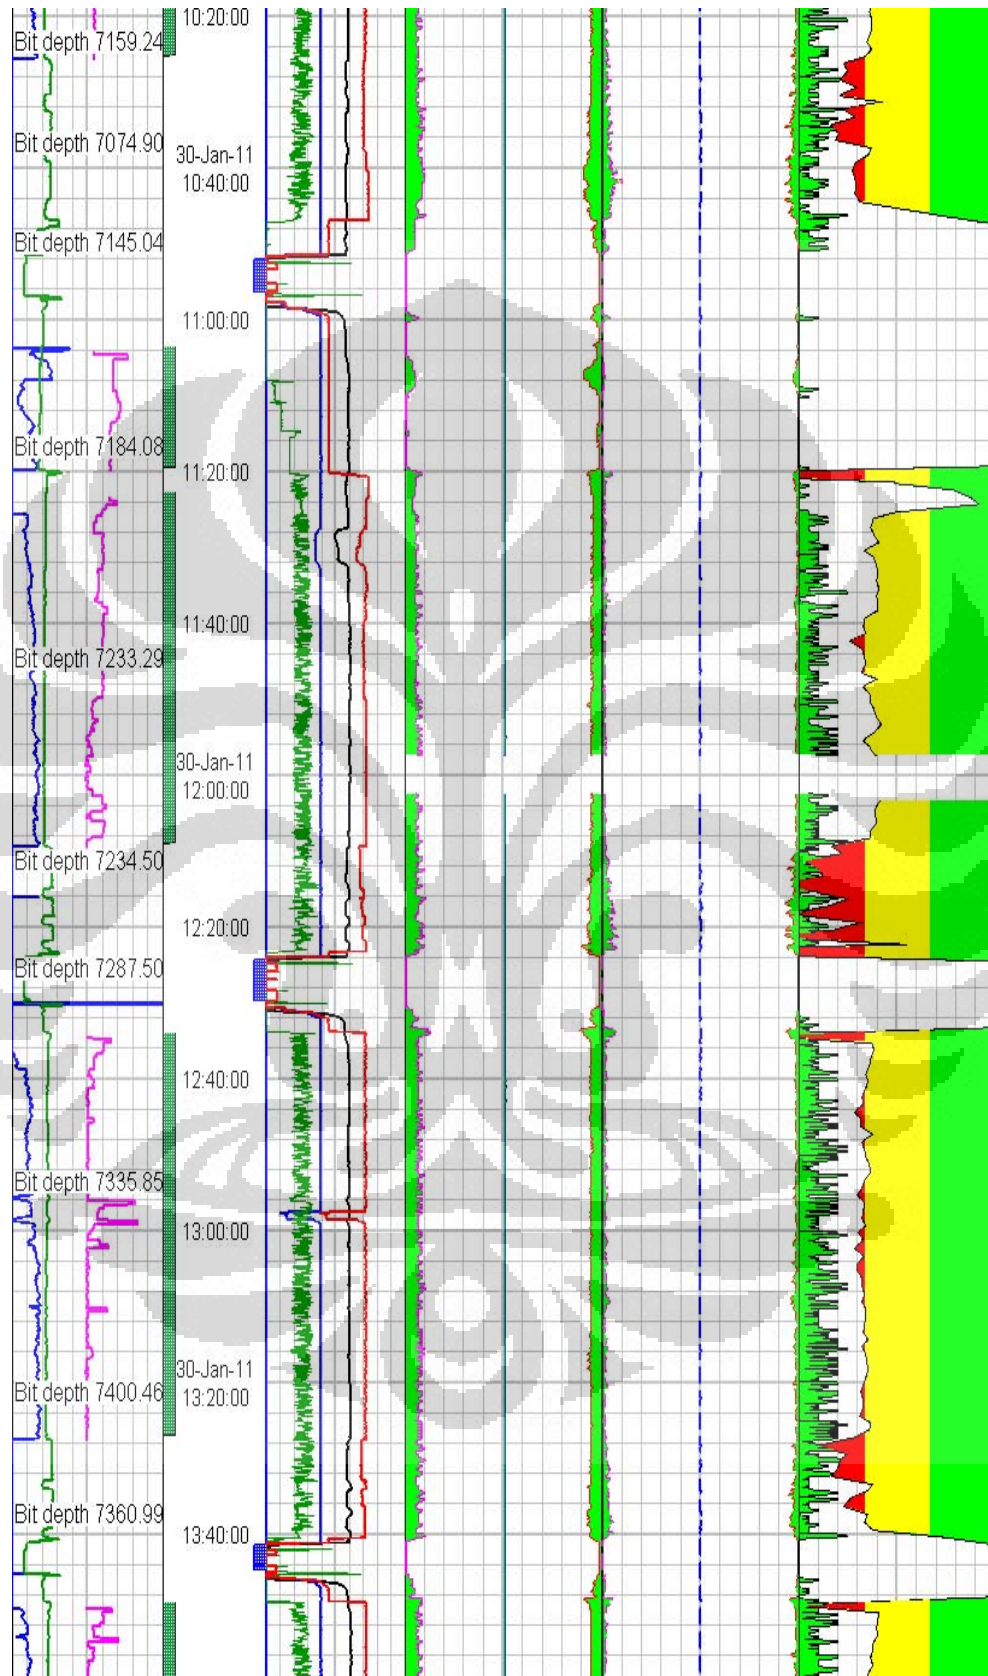 10:20:00
Bit depth 7159.24
Bit depth 7074.90
30-Jan-11
10:40:00
Bit depth 7145.04
11:00:00
Bit depth 7184.08
11:20:00
11:40:00
Bit depth 7233.29
30-Jan-11
12:00:00
Bit depth 7234.50
12:20:00
Bit depth 7287.50
12:40:00
Bit depth 7335.85
13:00:00
30-Jan-11
13:20:00
Bit depth 7400.46
Bit depth 7360.99
13:40:00